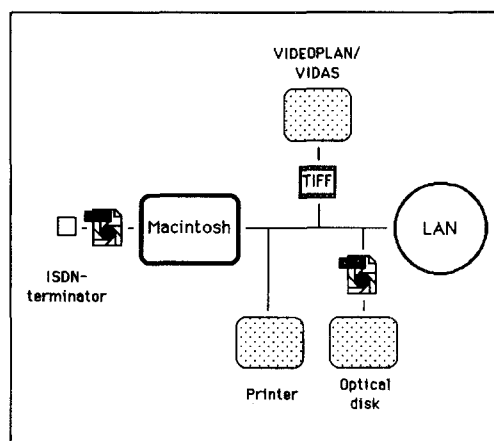 VIDEOPLAN/
VIDAS
TIFF
Macintosh
LAN
ISDN-
terminator
Printer
Optical
disk